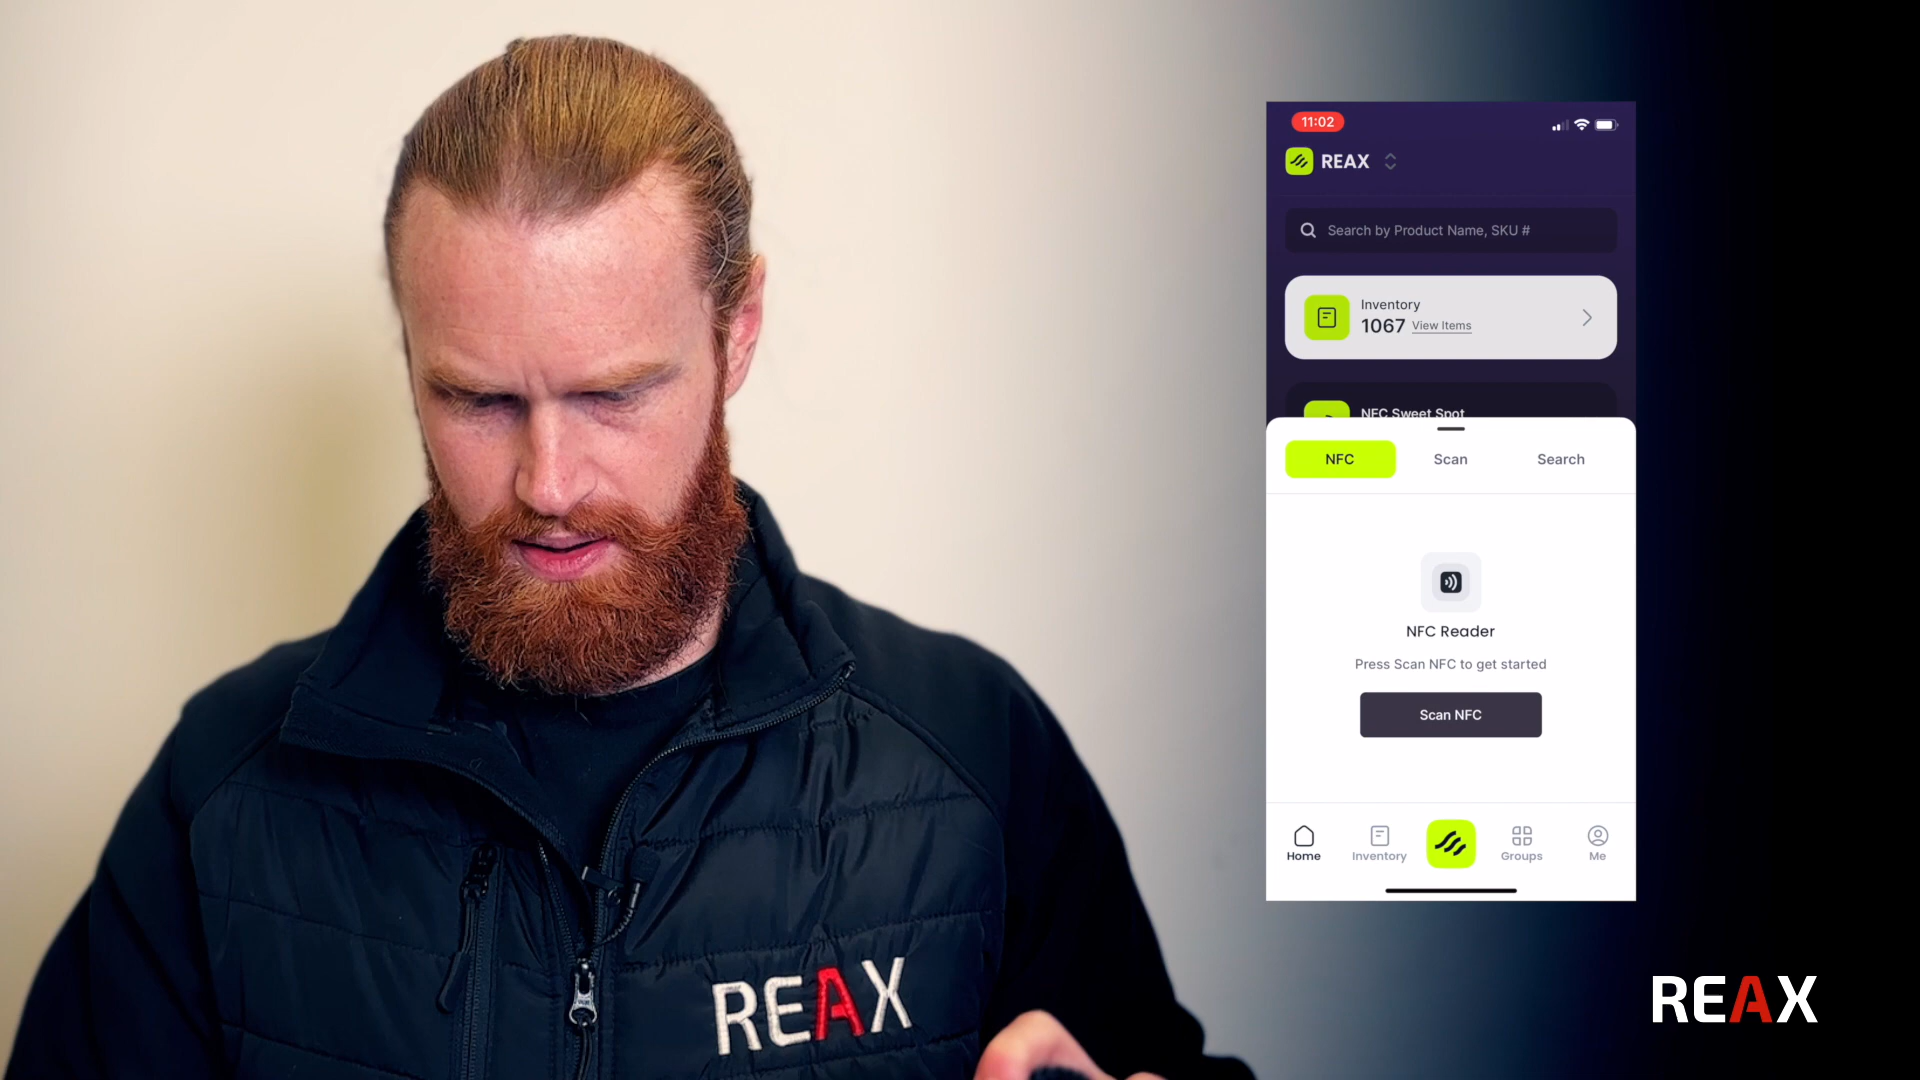 11:02
REAX
Search by Product Name, SKU #
Inventory
1067 View Items
NFC Sweet Spot
NFC Scan Search
NFC Reader
Press Scan NFC to get started
Scan NFC
Home Inventory Groups Me
REAX
REAX